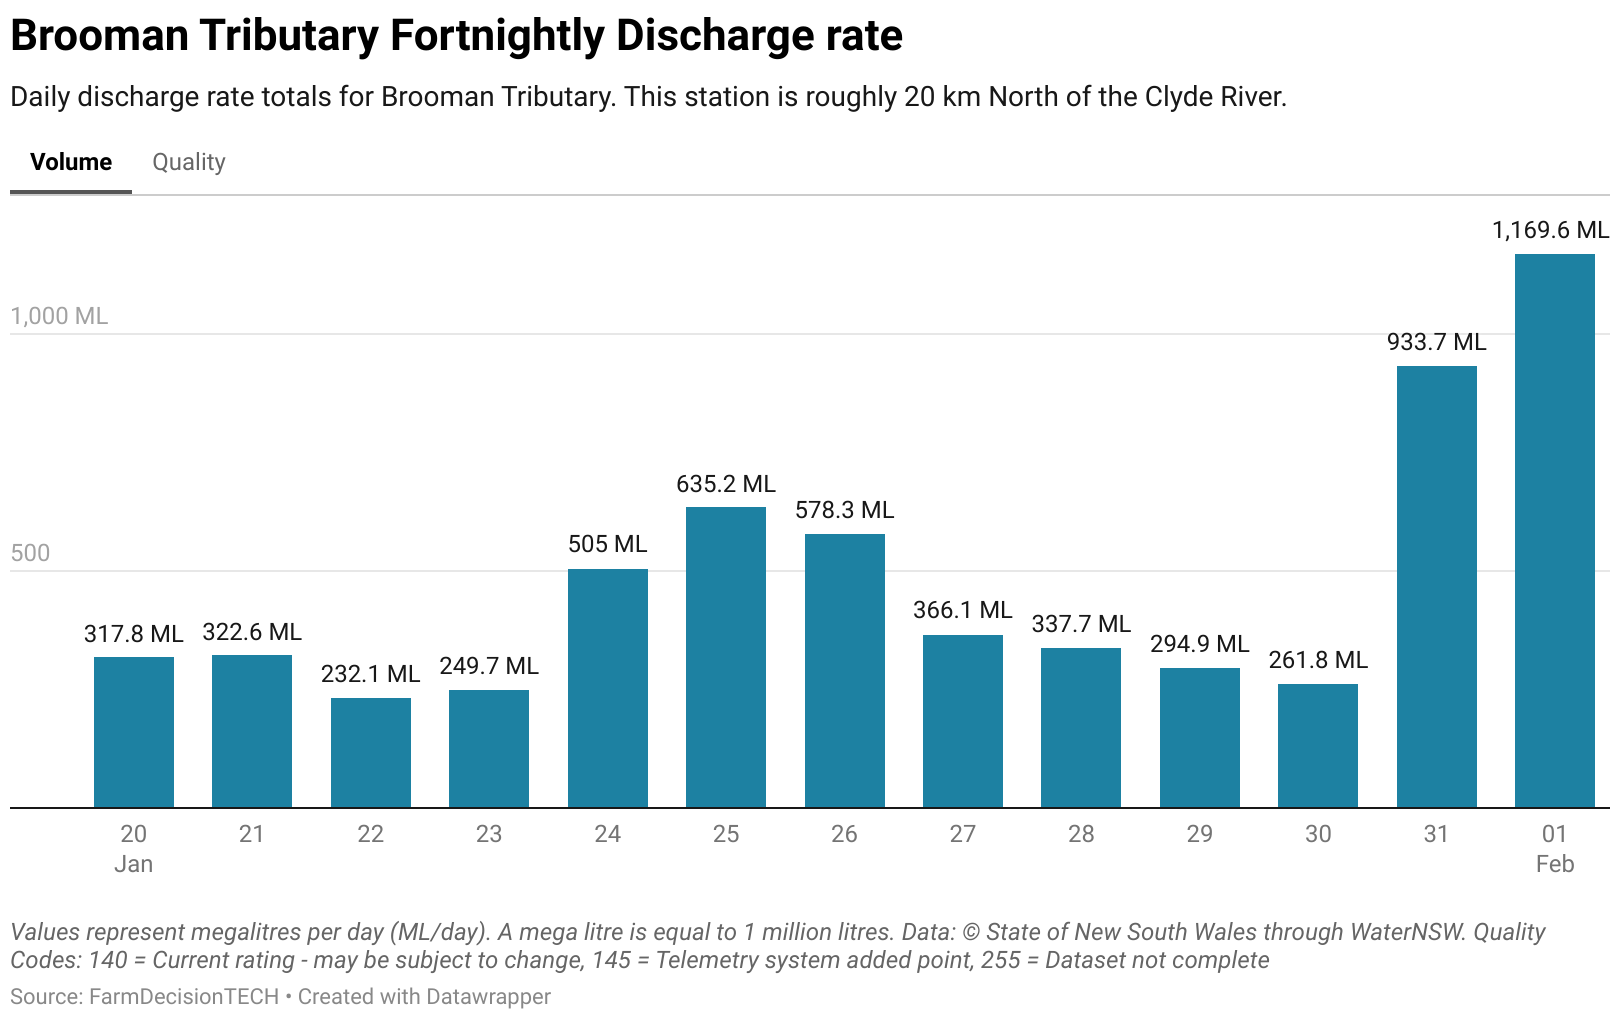 Brooman Tributary Fortnightly Discharge rate
Daily discharge rate totals for Brooman Tributary. This station is roughly 20 km North of the Clyde River.
Volume Quality
1,169.6 ML
1,000 ML
933.7 ML
635.2 ML
578.3 ML
505 ML
500
366.1 ML
337.7 ML
317.8 ML 322.6 ML
294.9 ML
261.8 ML
249.7 ML
232.1 ML
20 21 22 23 24 25 26 27 28 29 30 31 01
Jan Feb
Values represent megalitres per day (ML/day). A mega litre is equal to 1 million litres. Data: © State of New South Wales through WaterNSW. Quality
Codes: 140 = Current rating - may be subject to change, 145 = Telemetry system added point, 255 = Dataset not complete
Source: FarmDecisionTECH • Created with Datawrapper